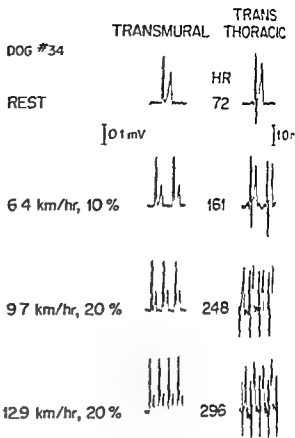 TRANSMURAL TRANS THORACIC
DOG #34
HR
REST 72
0.1 mV
6.4 km/hr, 10 % 161
9.7 km/hr, 20 % 248
12.9 km/hr, 20 % 296